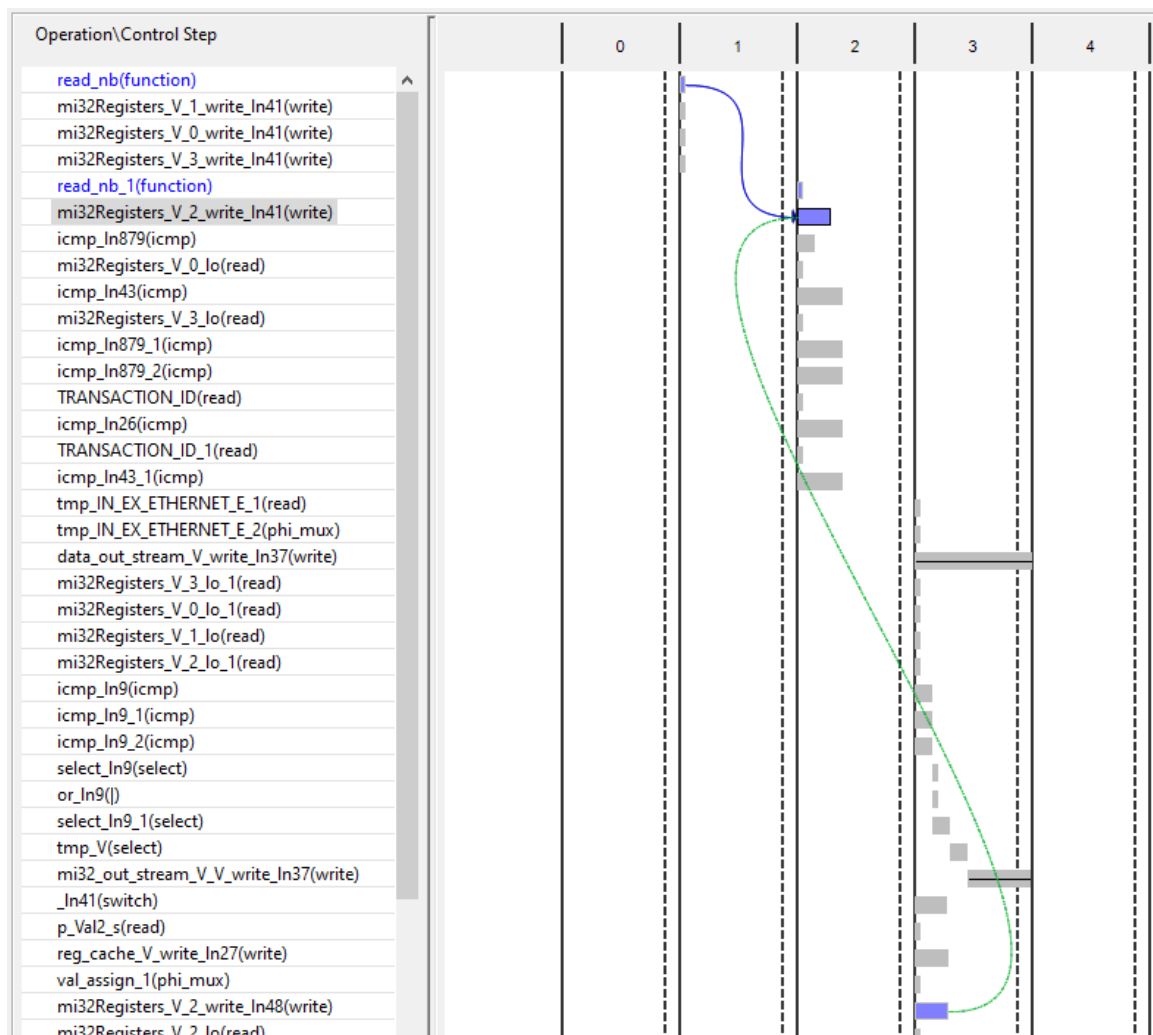 Operation\Control Step
0 1 2 3 4
read_nb(function)
mi32Registers_V_1_write_ln41(write)
mi32Registers_V_0_write_ln41(write)
mi32Registers_V_3_write_ln41(write)
read_nb_1(function)
mi32Registers_V_2_write_ln41(write)
icmp_ln879(icmp)
mi32Registers_V_0_lo(read)
icmp_ln43(icmp)
mi32Registers_V_3_lo(read)
icmp_ln879_1(icmp)
icmp_ln879_2(icmp)
TRANSACTION_ID(read)
icmp_ln26(icmp)
TRANSACTION_ID_1(read)
icmp_ln43_1(icmp)
tmp_IN_EX_ETHERNET_E_1(read)
tmp_IN_EX_ETHERNET_E_2(phi_mux)
data_out_stream_V_write_ln37(write)
mi32Registers_V_3_lo_1(read)
mi32Registers_V_0_lo_1(read)
mi32Registers_V_1_lo(read)
mi32Registers_V_2_lo_1(read)
icmp_ln9(icmp)
icmp_ln9_1(icmp)
icmp_ln9_2(icmp)
select_ln9(select)
or_ln9(|)
select_ln9_1(select)
tmp_V(select)
mi32_out_stream_V_V_write_ln37(write)
_ln41(switch)
p_Val2_s(read)
reg_cache_V_write_ln27(write)
val_assign_1(phi_mux)
mi32Registers_V_2_write_ln48(write)
mi32Registers_V_2_lo(read)